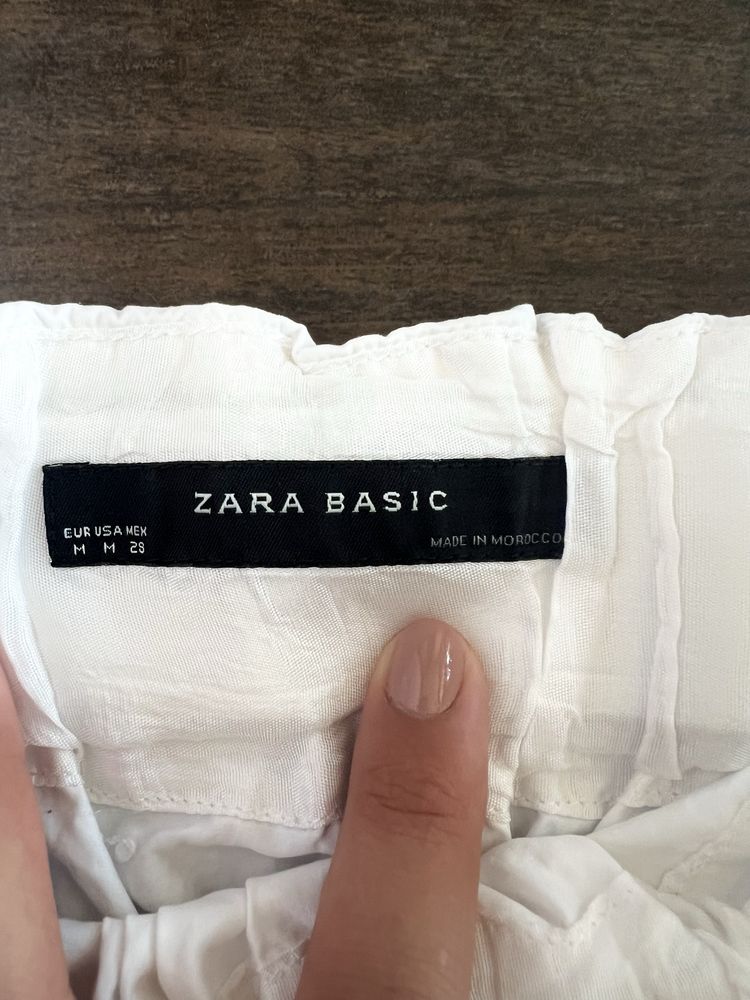 ZARA BASIC
EUR USA MEX
M M 28
MADE IN MOROCCO